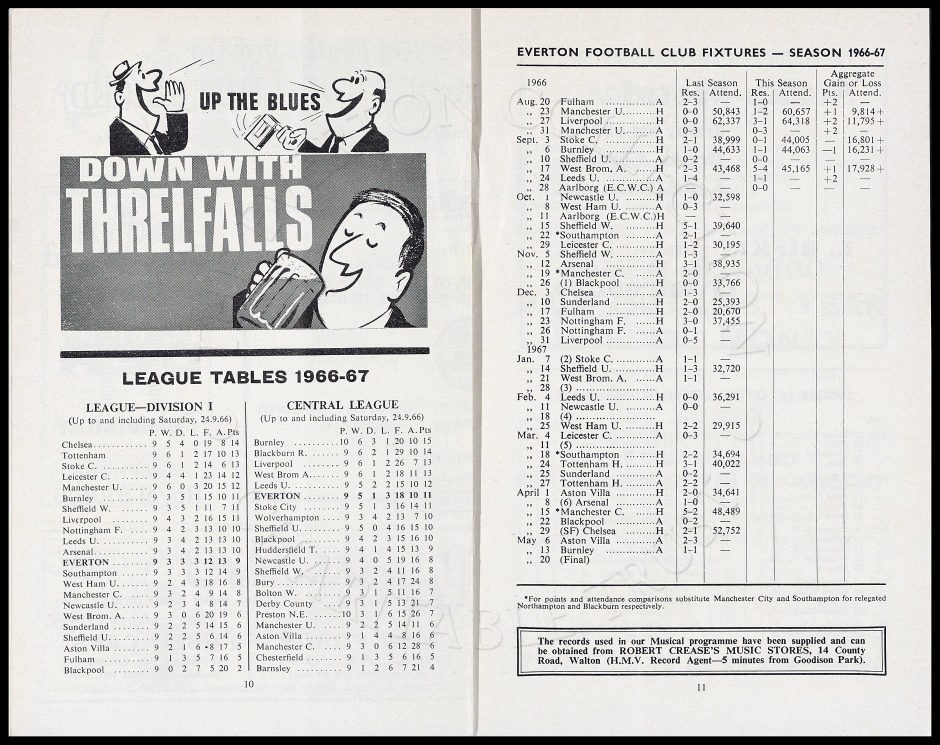 UP THE BLUES
DOWN WITH
THRELFALLS
LEAGUE TABLES 1966-67
LEAGUE—DIVISION I
(Up to and including Saturday, 24.9.66)
P. W. D. L. F. A. Pts
Chelsea............. 9 5 4 0 19 8 14
Tottenham 9 6 1 2 17 10 13
Stoke C. ............ 9 6 1 2 14 6 13
Leicester C. ........ 9 4 4 1 23 14 12
Manchester U. ..... 9 6 0 3 20 15 12
Burnley ............ 9 3 5 1 15 10 11
Sheffield W. ........ 9 3 5 1 11 7 11
Liverpool .......... 9 4 3 2 16 15 11
Nottingham F. .... 9 4 2 3 13 10 10
Leeds U. ............ 9 3 4 2 13 13 10
Arsenal............. 9 3 4 2 13 13 10
EVERTON ........ 9 3 3 3 12 13 9
Southampton ...... 9 3 3 3 12 14 9
West Ham U. ...... 9 2 4 3 18 16 8
Manchester C. ..... 9 3 2 4 9 14 8
Newcastle U. ....... 9 2 3 4 8 14 7
West Brom. A. ..... 9 3 0 6 20 19 6
Sunderland ......... 9 2 2 5 14 15 6
Sheffield U. ......... 9 2 2 5 6 14 6
Aston Villa ......... 9 2 1 6 8 17 5
Fulham ............. 9 1 3 5 7 16 5
Blackpool .......... 9 0 2 7 5 20 2
10
CENTRAL LEAGUE
(Up to and including Saturday, 24.9.66)
P. W. D. L. F. A. Pts
Burnley ............ 10 6 3 1 20 10 15
Blackburn R. ...... 9 6 2 1 29 10 14
Liverpool .......... 9 6 1 2 26 7 13
West Brom A. ...... 9 6 1 2 18 11 13
Leeds U. ............ 9 5 2 2 15 10 12
EVERTON ........ 9 5 1 3 18 10 11
Stoke City ......... 9 5 1 3 16 14 11
Wolverhampton ... 9 3 4 2 13 7 10
Sheffield U. ......... 9 5 0 4 16 15 10
Blackpool .......... 9 4 2 3 15 16 10
Huddersfield T. .... 9 4 1 4 15 13 9
Newcastle U. ....... 9 4 0 5 19 16 8
Sheffield W. ........ 9 3 2 4 11 16 8
Bury ................ 9 3 2 4 17 24 8
Bolton W. .......... 9 3 1 5 11 16 7
Derby County ..... 9 3 1 5 13 21 7
Preston N.E. ....... 10 3 1 6 15 26 7
Manchester U. ..... 9 2 2 5 14 11 6
Aston Villa ......... 9 1 4 4 8 16 6
Manchester C. ..... 9 3 0 6 12 28 6
Chesterfield ........ 9 1 3 5 6 16 5
Barnsley ........... 9 1 2 6 7 21 4
EVERTON FOOTBALL CLUB FIXTURES — SEASON 1966-67
1966 Last Season This Season Aggregate Gain or Loss
Res. Attend. Res. Attend. Pts. Attend.
Aug. 20 Fulham ...............A 2–3 — 1–0 — +2 —
,, 23 Manchester U.........H 0–0 50,843 1–2 60,657 +1 9,814+
,, 27 Liverpool ............H 0–0 62,337 3–1 64,318 +2 11,795+
,, 31 Manchester U.........A 0–3 — 0–3 — +2 —
Sept. 3 Stoke C. ..............H 2–1 38,999 0–1 44,005 — 16,801+
,, 6 Burnley ...............H 1–0 44,633 1–1 44,063 —1 16,231+
,, 10 Sheffield U. ..........A 0–2 — 0–0 —
,, 17 West Brom. A. .......H 2–3 43,468 5–4 45,165 +1 17,928+
,, 24 Leeds U. ..............A 1–4 — 1–1 — +2 —
,, 28 Aarlborg (E.C.W.C.) A 0–0 —
Oct. 1 Newcastle U. .........H 1–0 32,598
,, 8 West Ham U. .........A 0–3 —
,, 11 Aarlborg (E.C.W.C.)H — —
,, 15 Sheffield W. ..........H 5–1 39,640
,, 22 *Southampton .........A 2–1 —
,, 29 Leicester C. ..........H 1–2 30,195
Nov. 5 Sheffield W. ..........A 1–3 —
,, 12 Arsenal ...............H 3–1 38,935
,, 19 *Manchester C. .......A 2–0 —
,, 26 (1) Blackpool .........H 0–0 33,766
Dec. 3 Chelsea ...............A 1–3 —
,, 10 Sunderland ...........H 2–0 25,393
,, 17 Fulham ................H 2–0 20,670
,, 23 Nottingham F. .......H 3–0 37,455
,, 26 Nottingham F. .......A 0–1 —
,, 31 Liverpool .............A 0–5 —
1967
Jan. 7 (2) Stoke C. ..........A 1–1 —
,, 14 Sheffield U. ..........H 1–3 32,720
,, 21 West Brom. A. .......A 1–1 —
,, 28 (3) .....................
Feb. 4 Leeds U. ..............H 0–0 36,291
,, 11 Newcastle U. .........A 0–0 —
,, 18 (4) .....................
,, 25 West Ham U. .........H 2–2 29,915
Mar. 4 Leicester C. ..........A 0–3 —
,, 11 (5) .....................
,, 18 *Southampton .........H 2–2 34,694
,, 24 Tottenham H. ........H 3–1 40,022
,, 25 Sunderland ...........A 0–2 —
,, 27 Tottenham H. ........A 2–2 —
April 1 Aston Villa ...........H 2–0 34,641
,, 8 (6) Arsenal ...........A 1–0 —
,, 15 *Manchester C. .......H 5–2 48,489
,, 22 Blackpool ............A 0–2 —
,, 29 (SF) Chelsea .........H 2–1 52,752
May 6 Aston Villa ...........A 2–3 —
,, 13 Burnley ...............A 1–1 —
,, 20 (Final)
*For points and attendance comparisons substitute Manchester City and Southampton for relegated
Northampton and Blackburn respectively.
The records used in our Musical programme have been supplied and can
be obtained from ROBERT CREASE'S MUSIC STORES, 14 County
Road, Walton (H.M.V. Record Agent—5 minutes from Goodison Park).
11